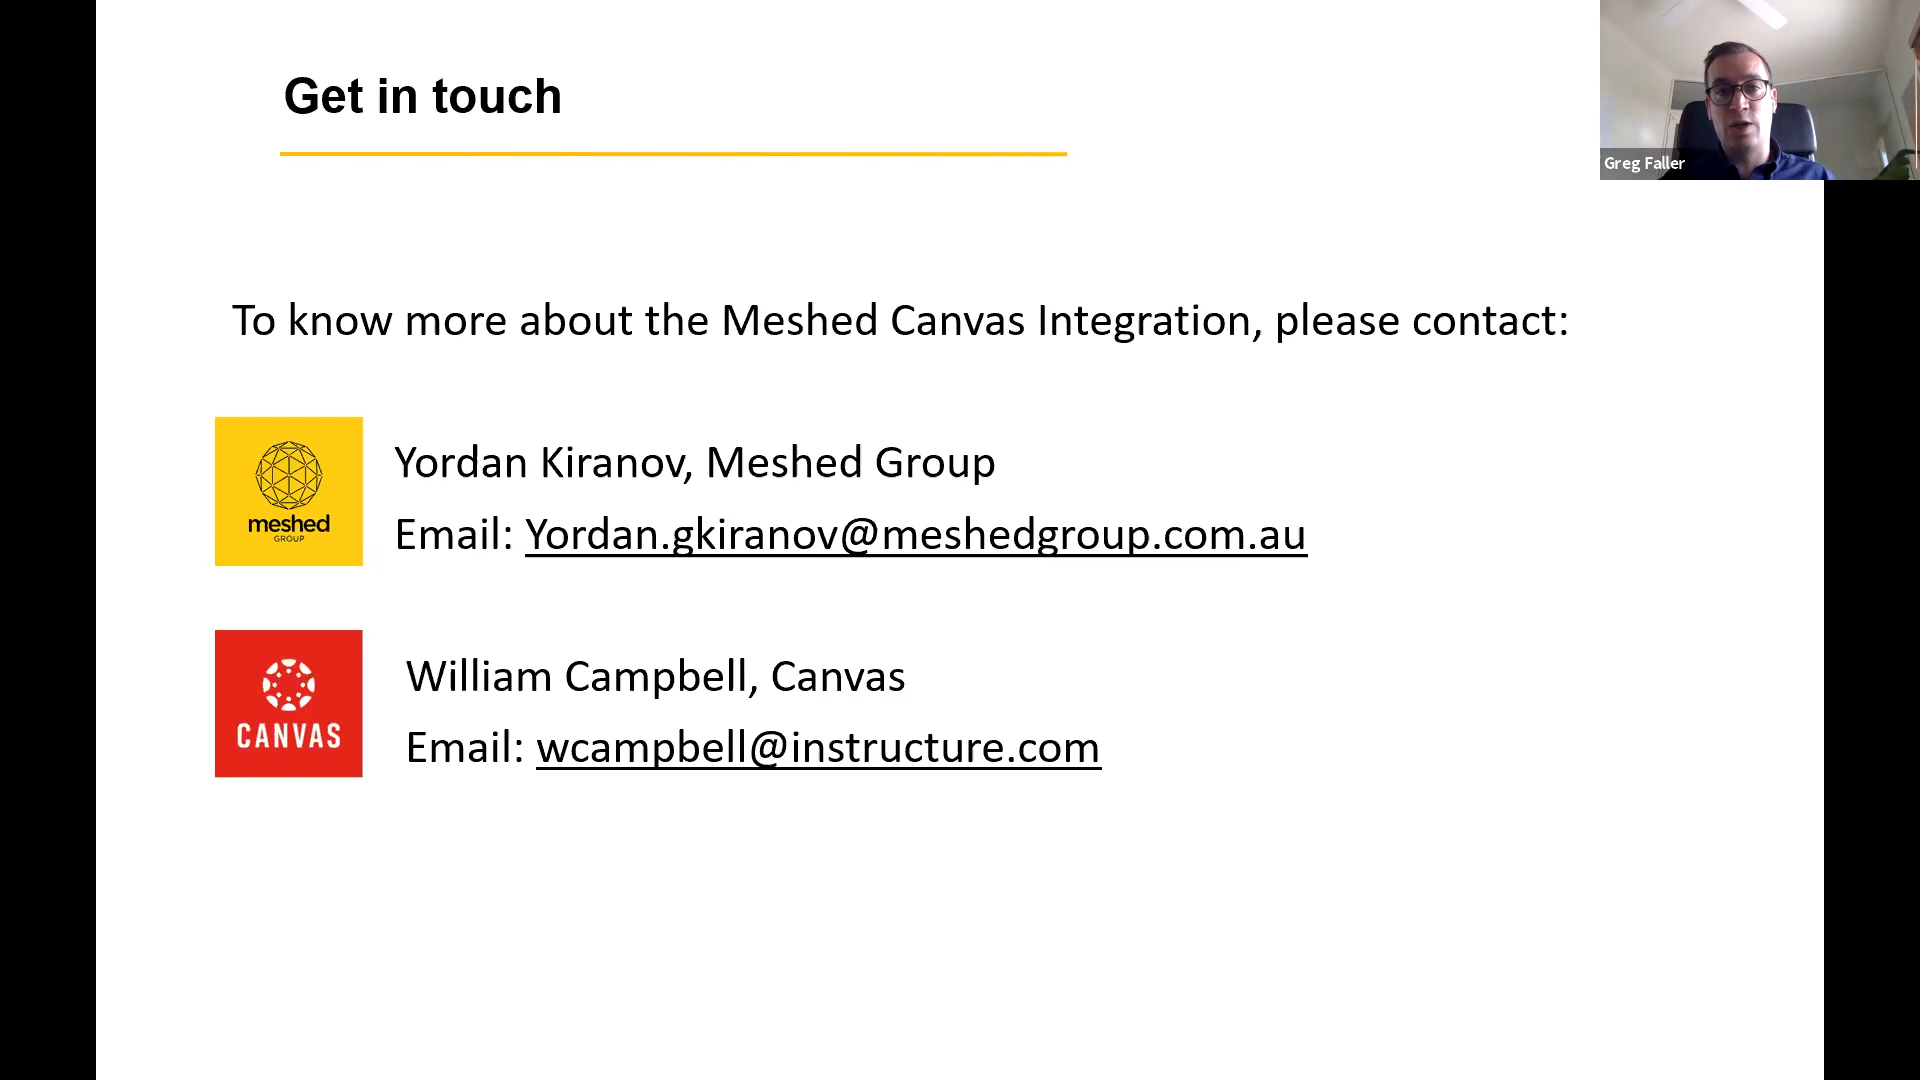 Get in touch
Greg Faller
To know more about the Meshed Canvas Integration, please contact:
meshed
GROUP
Yordan Kiranov, Meshed Group
Email: Yordan.gkiranov@meshedgroup.com.au
CANVAS
William Campbell, Canvas
Email: wcampbell@instructure.com